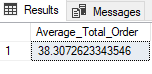 Results Messages
Average_Total_Order
1 38.3072623343546